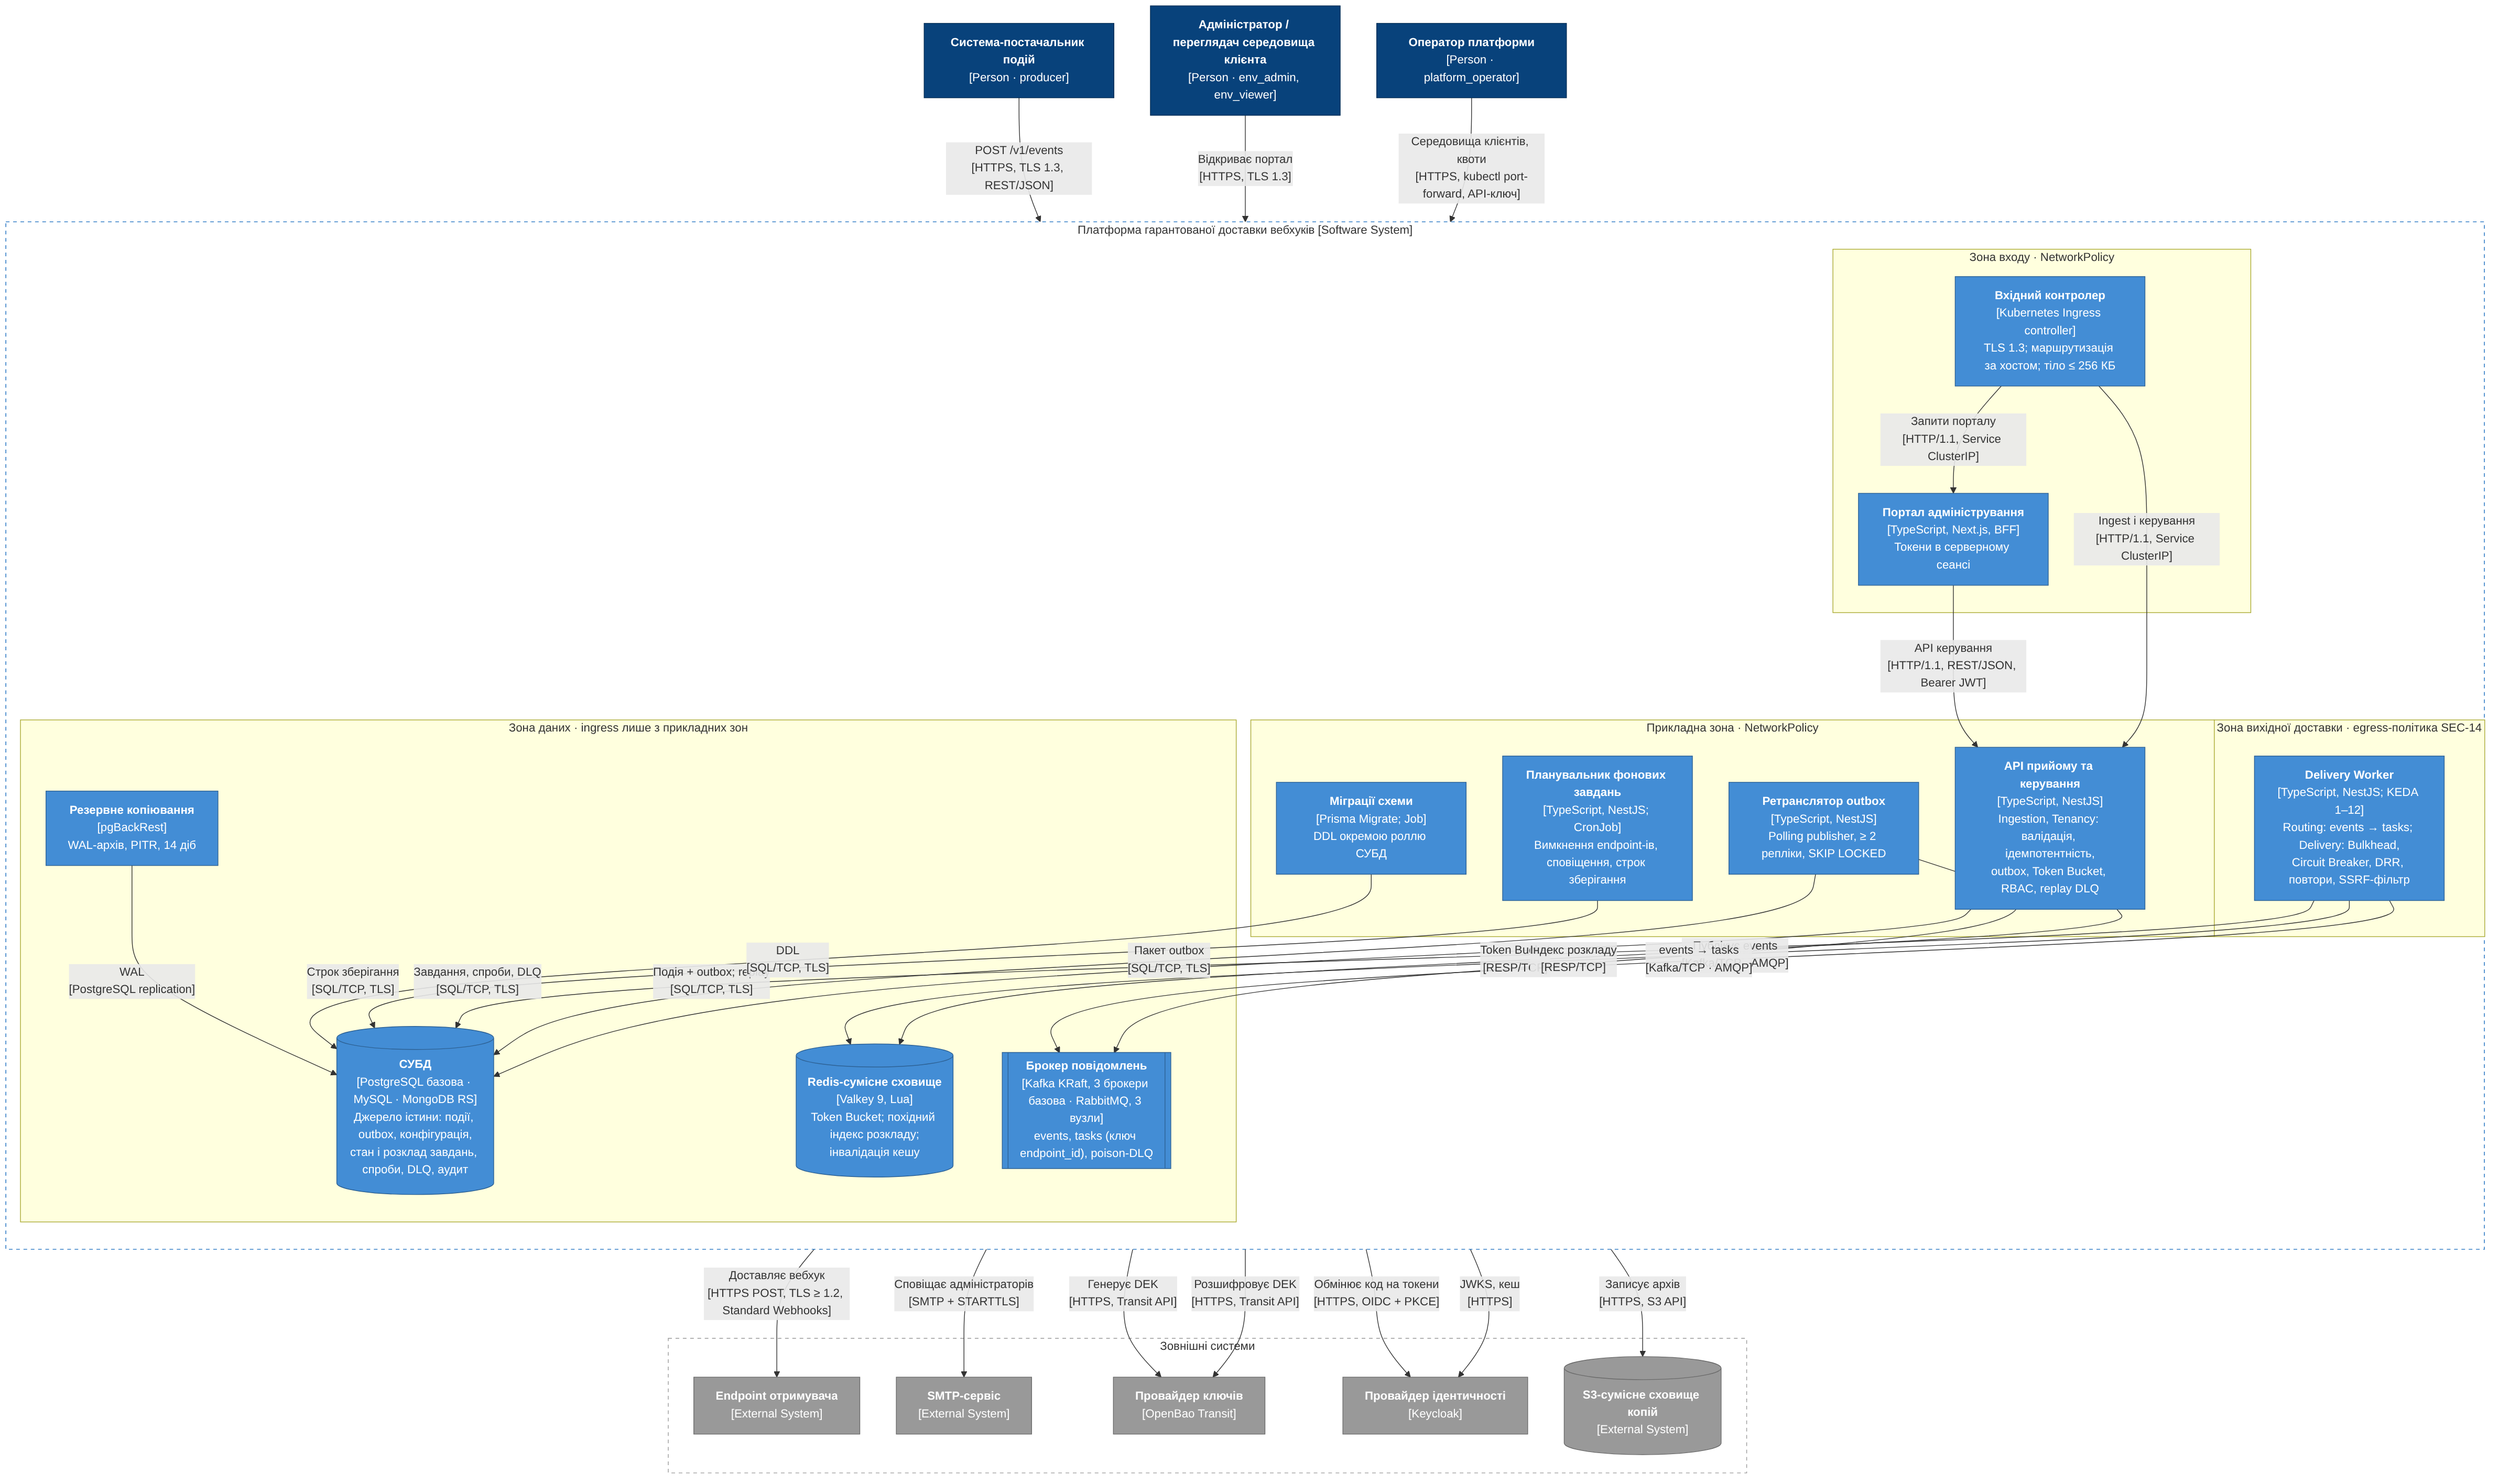 Система-постачальник
подій
[Person · producer]
Адміністратор /
переглядач середовища
клієнта
[Person · env_admin,
env_viewer]
Оператор платформи
[Person ·
platform_operator]
POST /v1/events
[HTTPS, TLS 1.3,
REST/JSON]
Відкриває портал
[HTTPS, TLS 1.3]
Середовища клієнтів,
квоти
[HTTPS, kubectl port-
forward, API-ключ]
Платформа гарантованої доставки вебхуків [Software System]
Зона входу · NetworkPolicy
Вхідний контролер
[Kubernetes Ingress
controller]
TLS 1.3; маршрутизація
за хостом; тіло ≤ 256 КБ
Запити порталу
[HTTP/1.1, Service
ClusterIP]
Портал адміністрування
[TypeScript, Next.js, BFF]
Токени в серверному
сеансі
Ingest і керування
[HTTP/1.1, Service
ClusterIP]
API керування
[HTTP/1.1, REST/JSON,
Bearer JWT]
Зона даних · ingress лише з прикладних зон
Прикладна зона · NetworkPolicy
Зона вихідної доставки · egress-політика SEC-14
Резервне копіювання
[pgBackRest]
WAL-архів, PITR, 14 діб
Міграції схеми
[Prisma Migrate; Job]
DDL окремою роллю
СУБД
Планувальник фонових
завдань
[TypeScript, NestJS;
CronJob]
Вимкнення endpoint-ів,
сповіщення, строк
зберігання
Ретранслятор outbox
[TypeScript, NestJS]
Polling publisher, ≥ 2
репліки, SKIP LOCKED
API прийому та
керування
[TypeScript, NestJS]
Ingestion, Tenancy:
валідація,
ідемпотентність,
outbox, Token Bucket,
RBAC, replay DLQ
Delivery Worker
[TypeScript, NestJS; KEDA
1–12]
Routing: events → tasks;
Delivery: Bulkhead,
Circuit Breaker, DRR,
повтори, SSRF-фільтр
WAL
[PostgreSQL replication]
Строк зберігання
[SQL/TCP, TLS]
Завдання, спроби, DLQ
[SQL/TCP, TLS]
Подія + outbox;
[SQL/TCP, TLS]
DDL
[SQL/TCP, TLS]
Пакет outbox
[SQL/TCP, TLS]
Token
Індекс розкладу
[RESP/TCP]
events → tasks
[Kafka/TCP · AMQP]
events
AMQP]
СУБД
[PostgreSQL базова ·
MySQL · MongoDB RS]
Джерело істини: події,
outbox, конфігурація,
стан і розклад завдань,
спроби, DLQ, аудит
Redis-сумісне сховище
[Valkey 9, Lua]
Token Bucket; похідний
індекс розкладу;
інвалідація кешу
Брокер повідомлень
[Kafka KRaft, 3 брокери
базова · RabbitMQ, 3
вузли]
events, tasks (ключ
endpoint_id), poison-DLQ
Доставляє вебхук
[HTTPS POST, TLS ≥ 1.2,
Standard Webhooks]
Сповіщає адміністраторів
[SMTP + STARTTLS]
Генерує DEK
[HTTPS, Transit API]
Розшифровує DEK
[HTTPS, Transit API]
Обмінює код на токени
[HTTPS, OIDC + PKCE]
JWKS, кеш
[HTTPS]
Записує архів
[HTTPS, S3 API]
Зовнішні системи
Endpoint отримувача
[External System]
SMTP-сервіс
[External System]
Провайдер ключів
[OpenBao Transit]
Провайдер ідентичності
[Keycloak]
S3-сумісне сховище
копій
[External System]